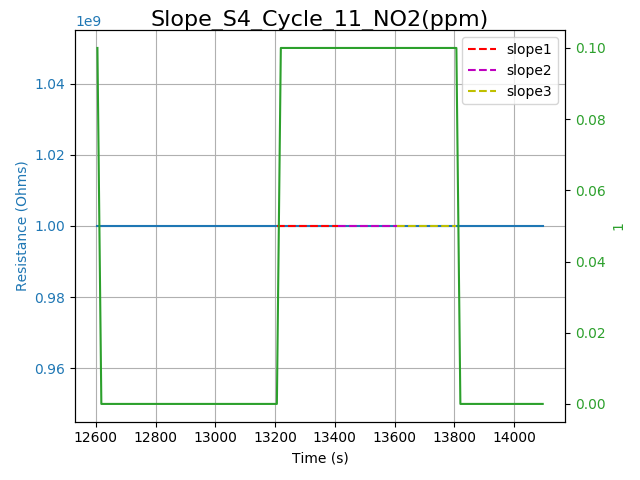 Slope_S4_Cycle_11_NO2(ppm)
1e9
slope1
slope2
slope3
1.04
1.02
1.00
0.98
0.96
Resistance (Ohms)
0.10
0.08
0.06
0.04
0.02
0.00
1
12600 12800 13000 13200 13400 13600 13800 14000
Time (s)